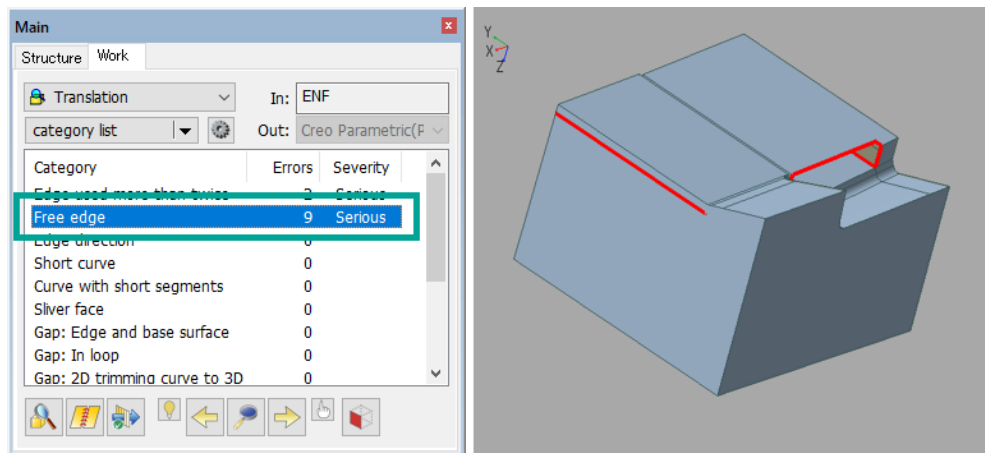 Main
Structure Work
Translation In: ENF
category list Out: Creo Parametric(P
Category Errors Severity
Edge used more than twice 2 Serious
Free edge 9 Serious
Edge direction 0
Short curve 0
Curve with short segments 0
Sliver face 0
Gap: Edge and base surface 0
Gap: In loop 0
Gap: 2D trimming curve to 3D 0
Y
X
Z